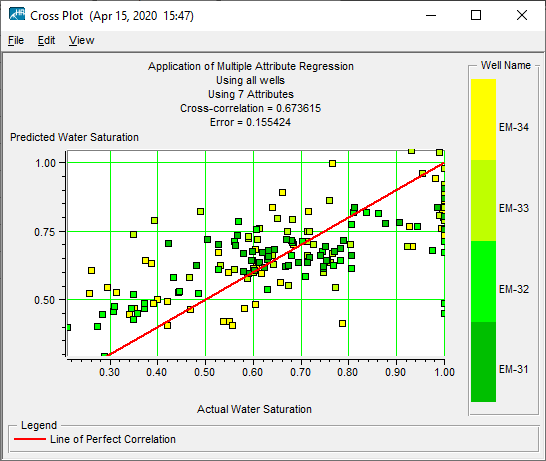 HR Cross Plot (Apr 15, 2020 15:47)
File Edit View
Application of Multiple Attribute Regression
Using all wells
Using 7 Attributes
Cross-correlation = 0.673615
Error = 0.155424
Predicted Water Saturation
1.00
0.75
0.50
0.30 0.40 0.50 0.60 0.70 0.80 0.90 1.00
Actual Water Saturation
Well Name
EM-34
EM-33
EM-32
EM-31
Legend
Line of Perfect Correlation